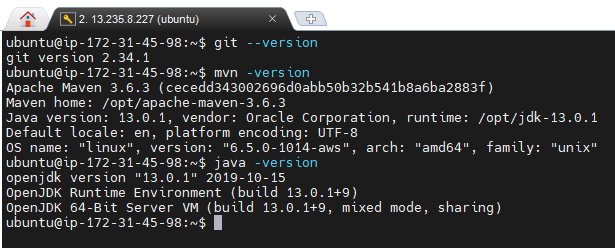 2. 13.235.8.227 (ubuntu)
ubuntu@ip-172-31-45-98:~$ git --version
git version 2.34.1
ubuntu@ip-172-31-45-98:~$ mvn -version
Apache Maven 3.6.3 (cecedd343002696d0abb50b32b541b8a6ba2883f)
Maven home: /opt/apache-maven-3.6.3
Java version: 13.0.1, vendor: Oracle Corporation, runtime: /opt/jdk-13.0.1
Default locale: en, platform encoding: UTF-8
OS name: "linux", version: "6.5.0-1014-aws", arch: "amd64", family: "unix"
ubuntu@ip-172-31-45-98:~$ java -version
openjdk version "13.0.1" 2019-10-15
OpenJDK Runtime Environment (build 13.0.1+9)
OpenJDK 64-Bit Server VM (build 13.0.1+9, mixed mode, sharing)
ubuntu@ip-172-31-45-98:~$